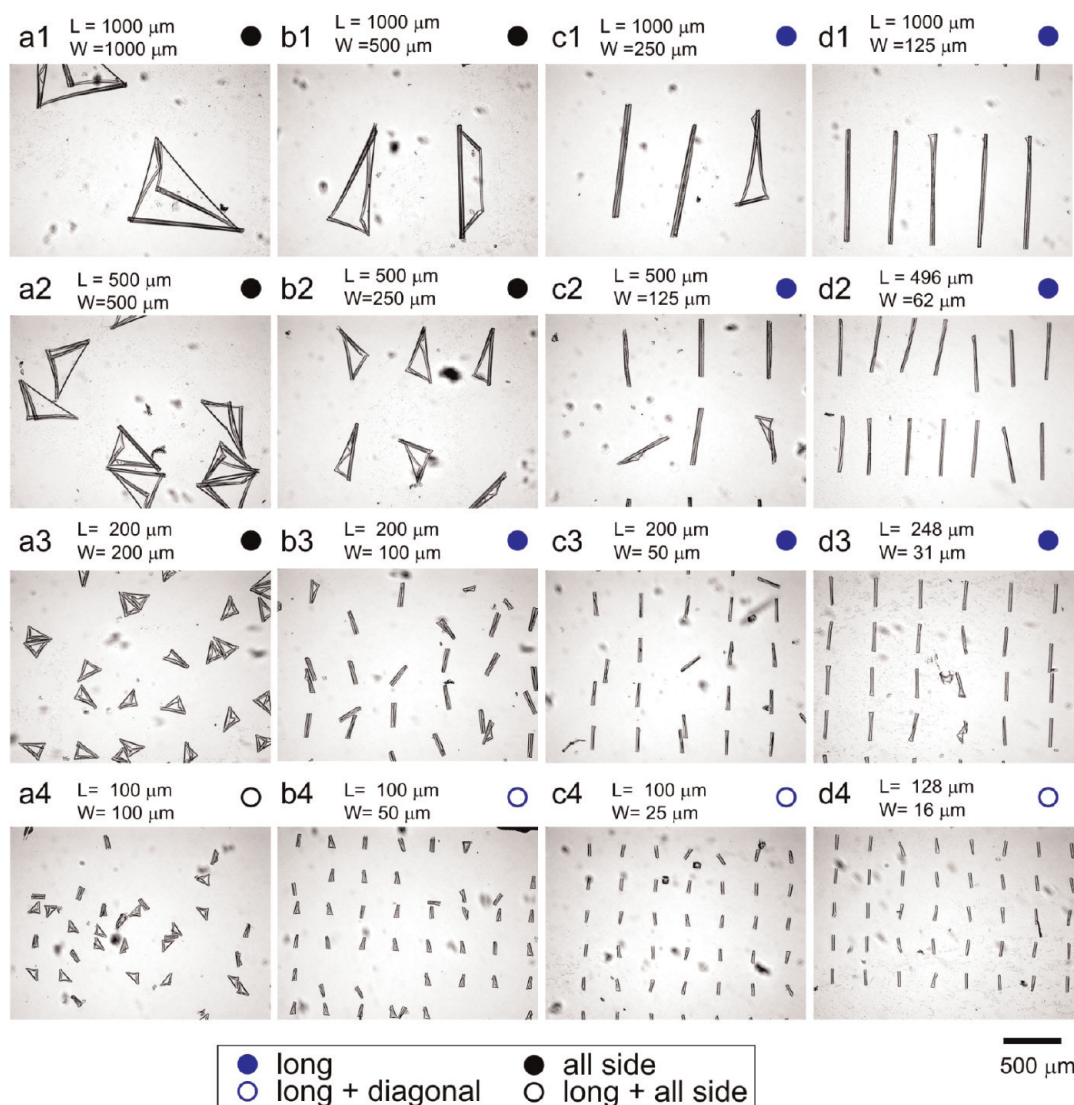 a1 L = 1000 μm
W =1000 μm
b1 L = 1000 μm
W =500 μm
c1 L = 1000 μm
W = 250 μm
d1 L = 1000 μm
W = 125 μm
a2 L = 500 μm
W=500 μm
b2 L = 500 μm
W=250 μm
c2 L = 500 μm
W =125 μm
d2 L = 496 μm
W =62 μm
a3 L= 200 μm
W= 200 μm
b3 L= 200 μm
W= 100 μm
c3 L= 200 μm
W= 50 μm
d3 L= 248 μm
W= 31 μm
a4 L= 100 μm
W= 100 μm
b4 L= 100 μm
W= 50 μm
c4 L= 100 μm
W= 25 μm
d4 L= 128 μm
W= 16 μm
long
all side
long + diagonal
long + all side
500 μm